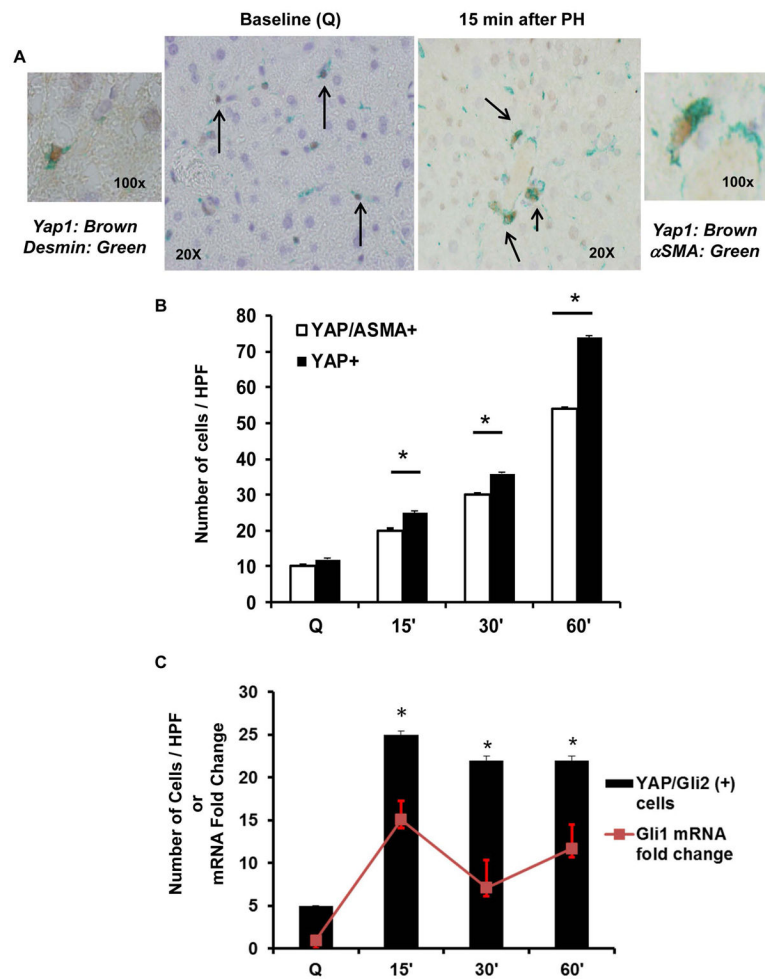 Baseline (Q)
15 min after PH
A
100x
Yap1: Brown
Desmin: Green
20X
20X
100x
Yap1: Brown
αSMA: Green
B
Number of cells / HPF
80
70
60
50
40
30
20
10
0
YAP/ASMA+
YAP+
*
*
*
Q
15'
30'
60'
C
Number of Cells / HPF
or
mRNA Fold Change
30
25
20
15
10
5
0
*
*
*
YAP/Gli2 (+)
cells
Gli1 mRNA
fold change
Q
15'
30'
60'